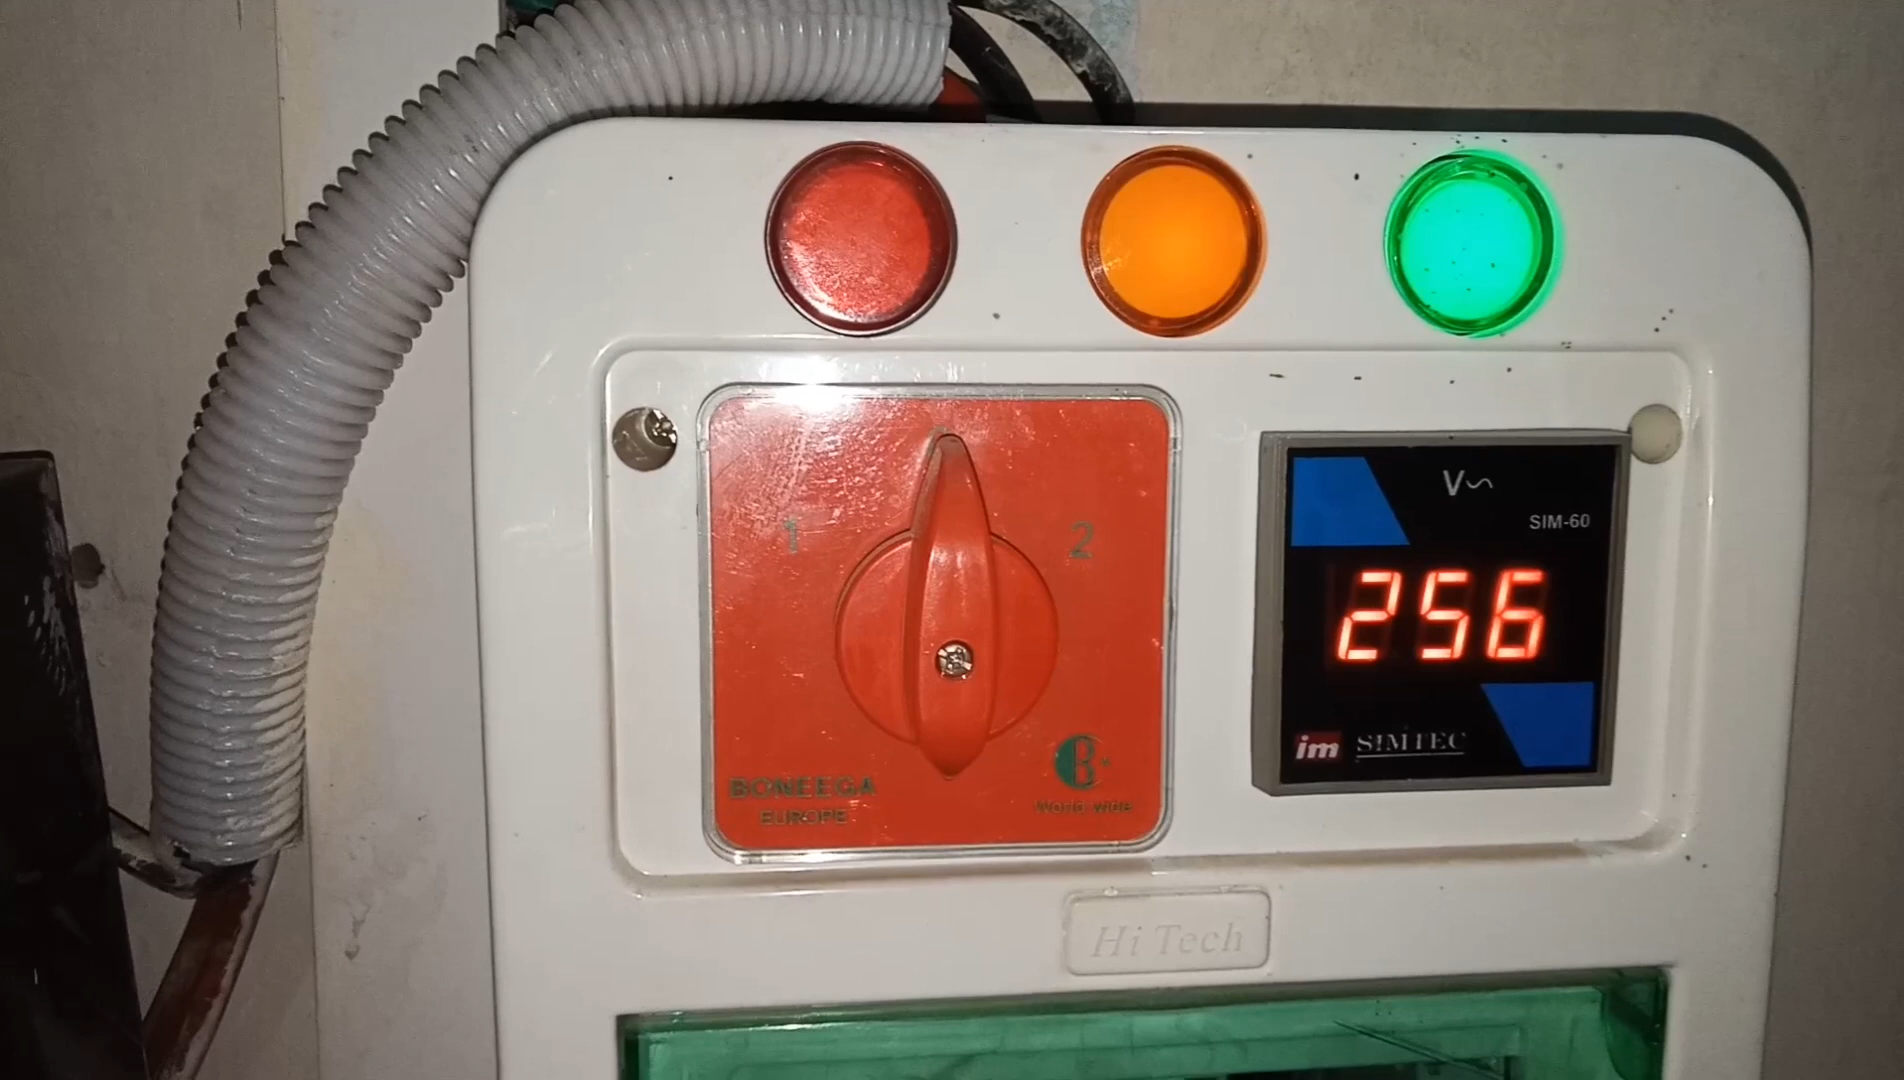 1
2
BONEEGA
EUROPE
B
World wide
V~
SIM-60
256
im SIMTEC
Hi Tech